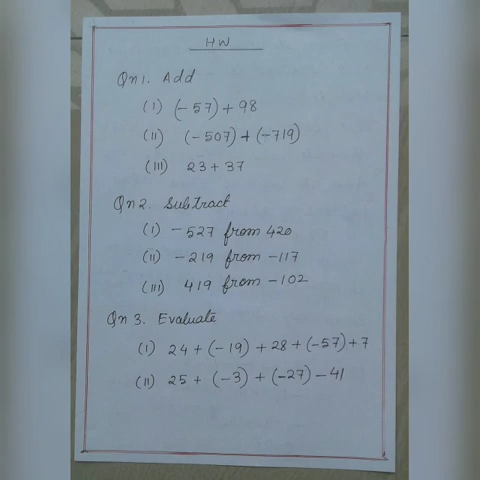 HW
Qn1. Add
(I) (-57) + 98
(II) (-507) + (-719)
(III) 23 + 37
Qn2. Subtract
(I) -527 from 420
(II) -219 from -117
(III) 419 from -102
Qn 3. Evaluate
(I) 24 + (-19) + 28 + (-57) + 7
(II) 25 + (-3) + (-27) - 41